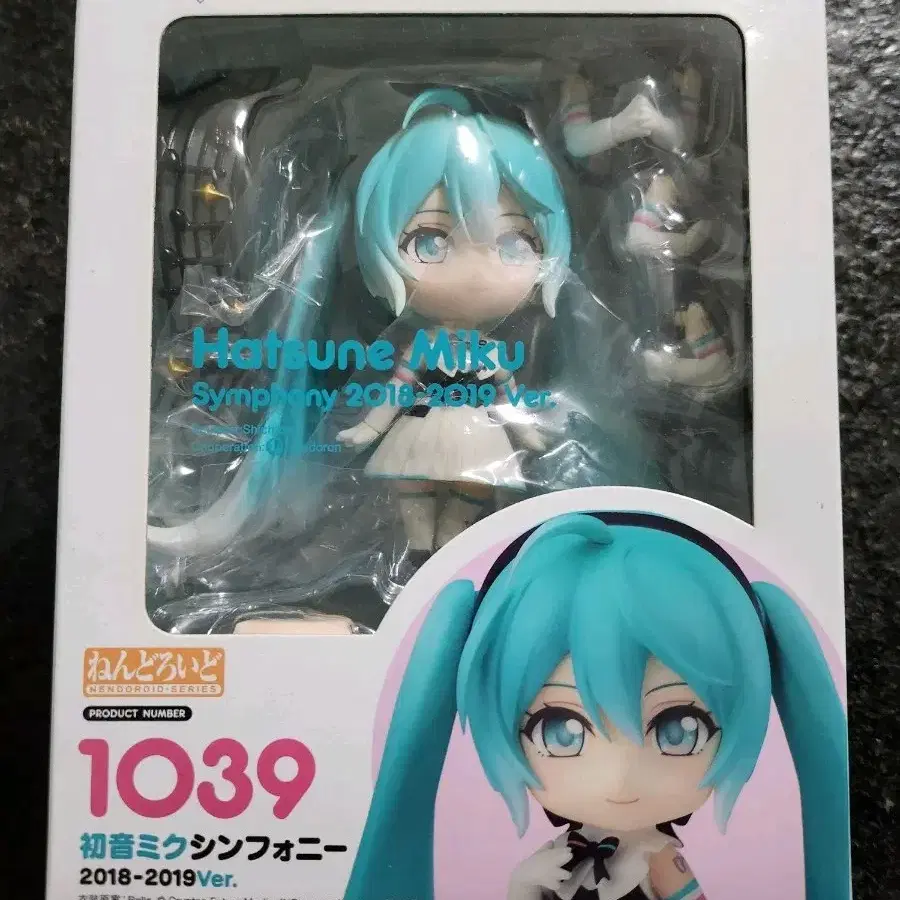 Hatsune Miku
Symphony 2018-2019 Ver.
ねんどろいど
NENDOROID-SERIES
PRODUCT NUMBER
1039
初音ミクシンフォニー
2018-2019Ver.